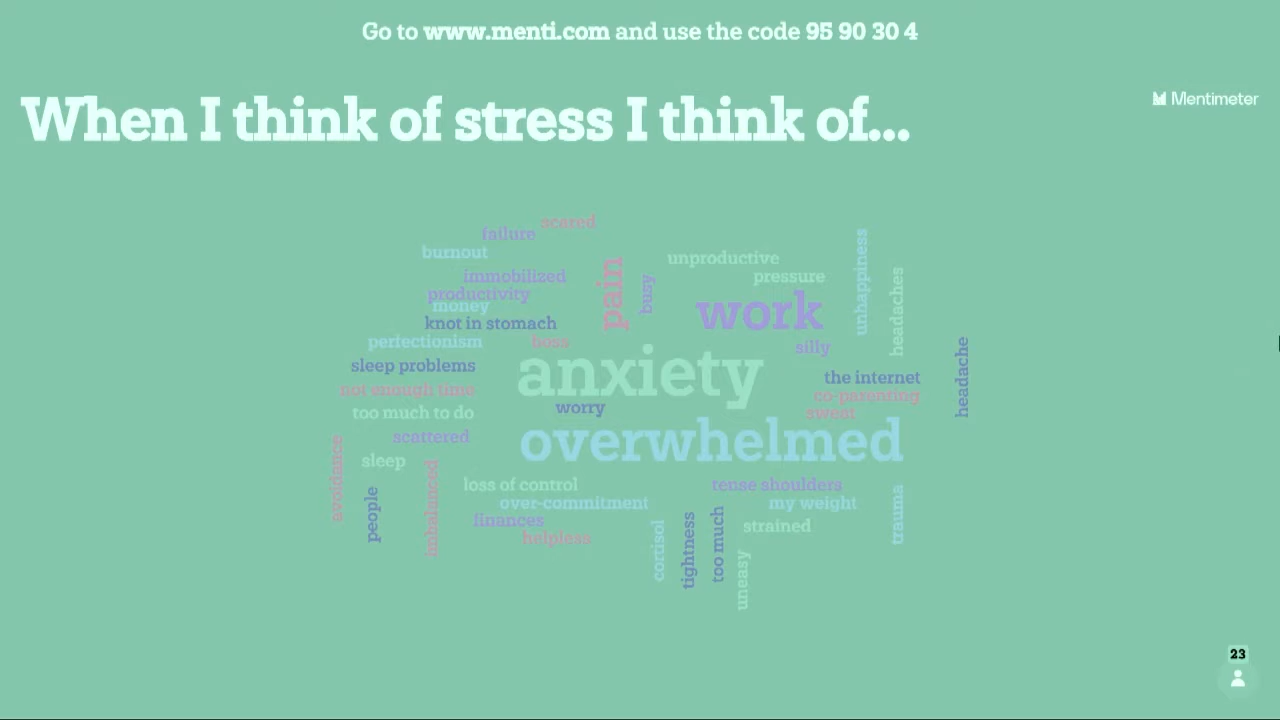 Go to www.menti.com and use the code 95 90 30 4
When I think of stress I think of...
Mentimeter
scared
failure
burnout
unproductive
unhappiness
pain
immobilized
busy
pressure
headaches
productivity
money
work
knot in stomach
perfectionism
boss
silly
headache
sleep problems
anxiety
the internet
not enough time
co-parenting
worry
too much to do
sweat
scattered
overwhelmed
avoidance
sleep
imbalanced
people
loss of control
tense shoulders
over-commitment
my weight
trauma
finances
strained
helpless
cortisol
tightness
too much
uneasy
23